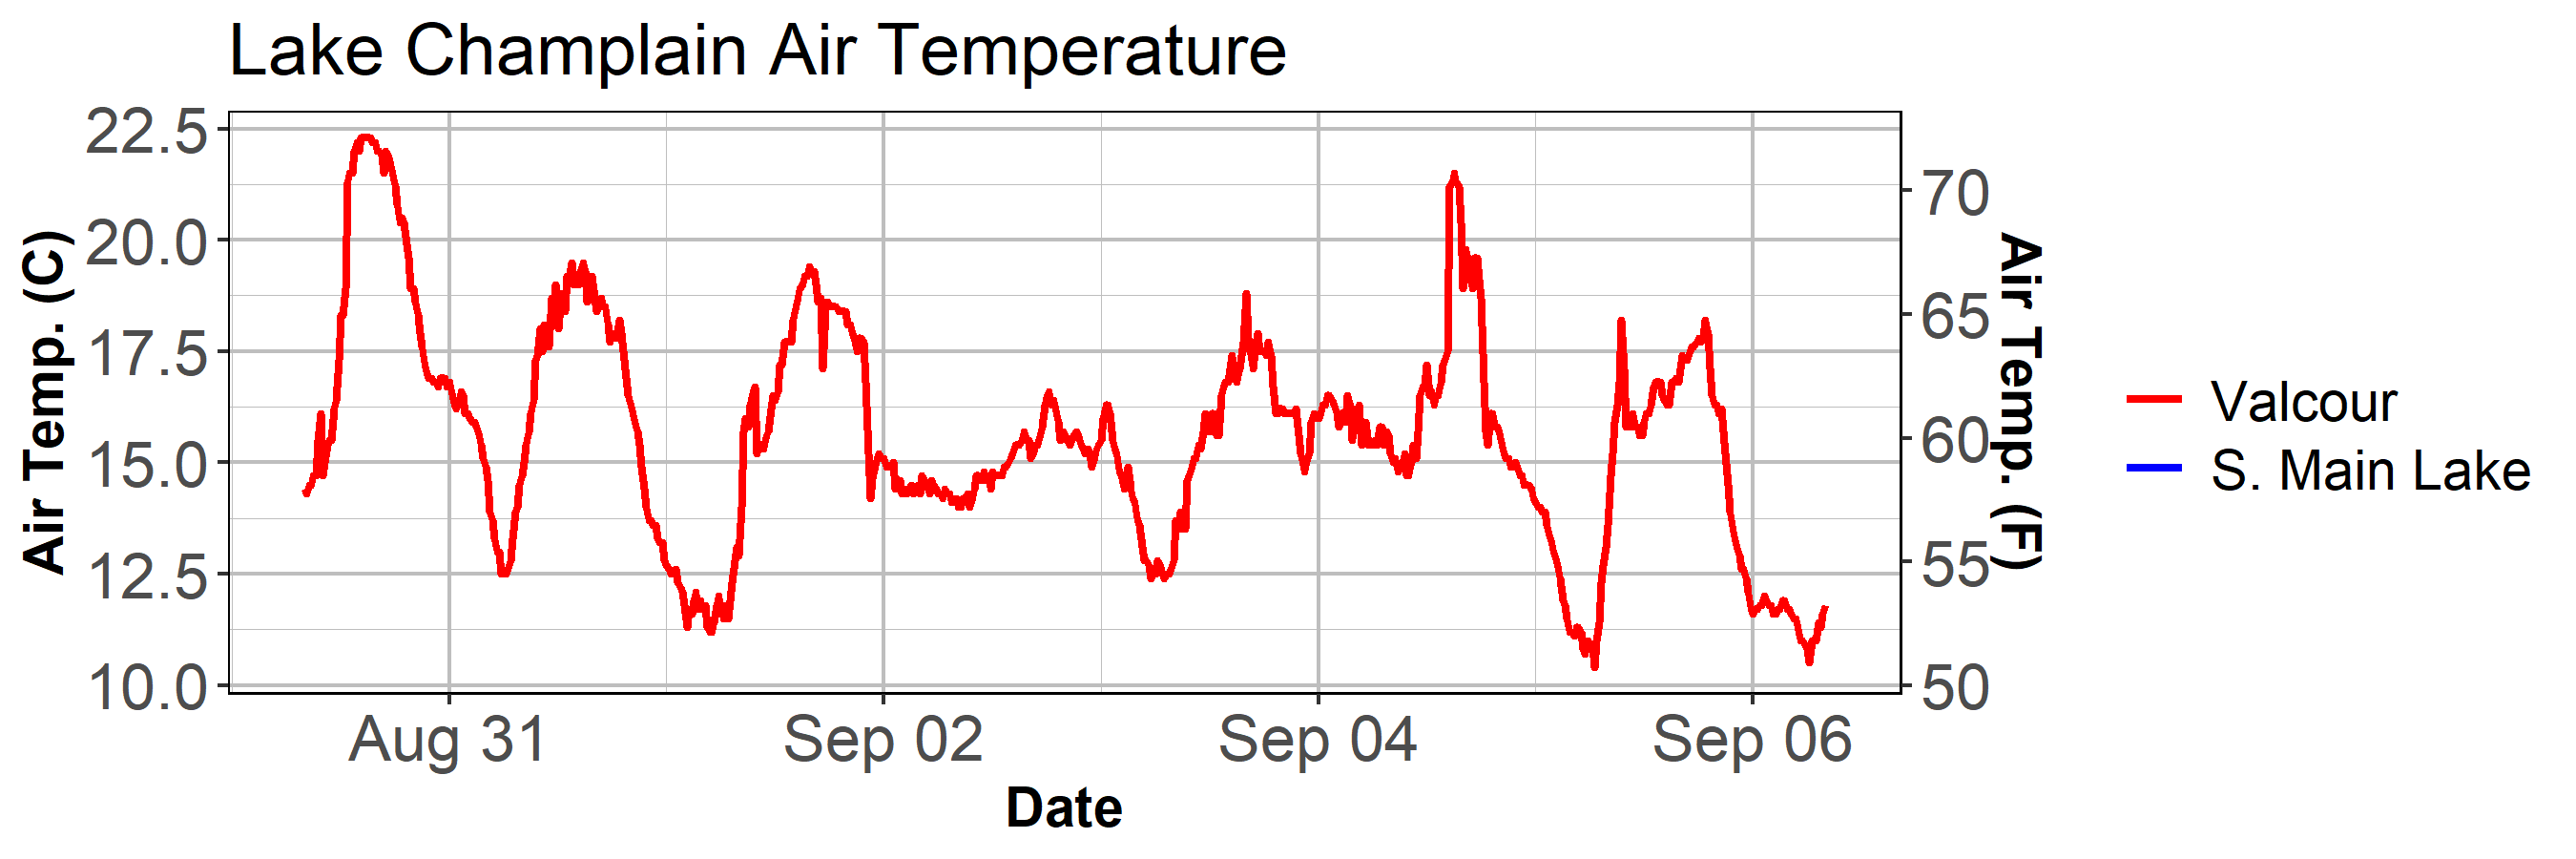 Lake Champlain Air Temperature
Air Temp. (C)
22.5
20.0
17.5
15.0
12.5
10.0
70
65
60
55
50
Air Temp. (F)
Aug 31
Sep 02
Sep 04
Sep 06
Date
Valcour
S. Main Lake